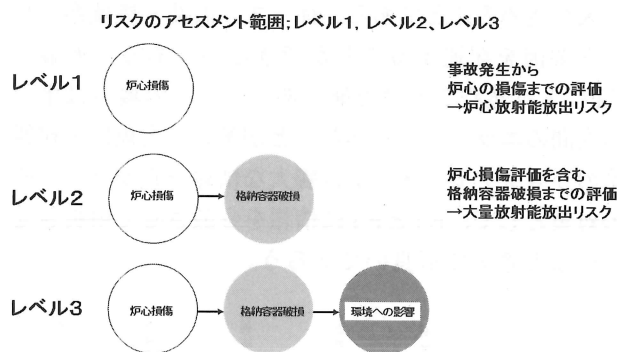 リスクのアセスメント範囲;レベル1, レベル2、レベル3
レベル1
炉心損傷
事故発生から
炉心の損傷までの評価
→炉心放射能放出リスク
レベル2
炉心損傷
格納容器破損
炉心損傷評価を含む
格納容器破損までの評価
→大量放射能放出リスク
レベル3
炉心損傷
格納容器破損
環境への影響